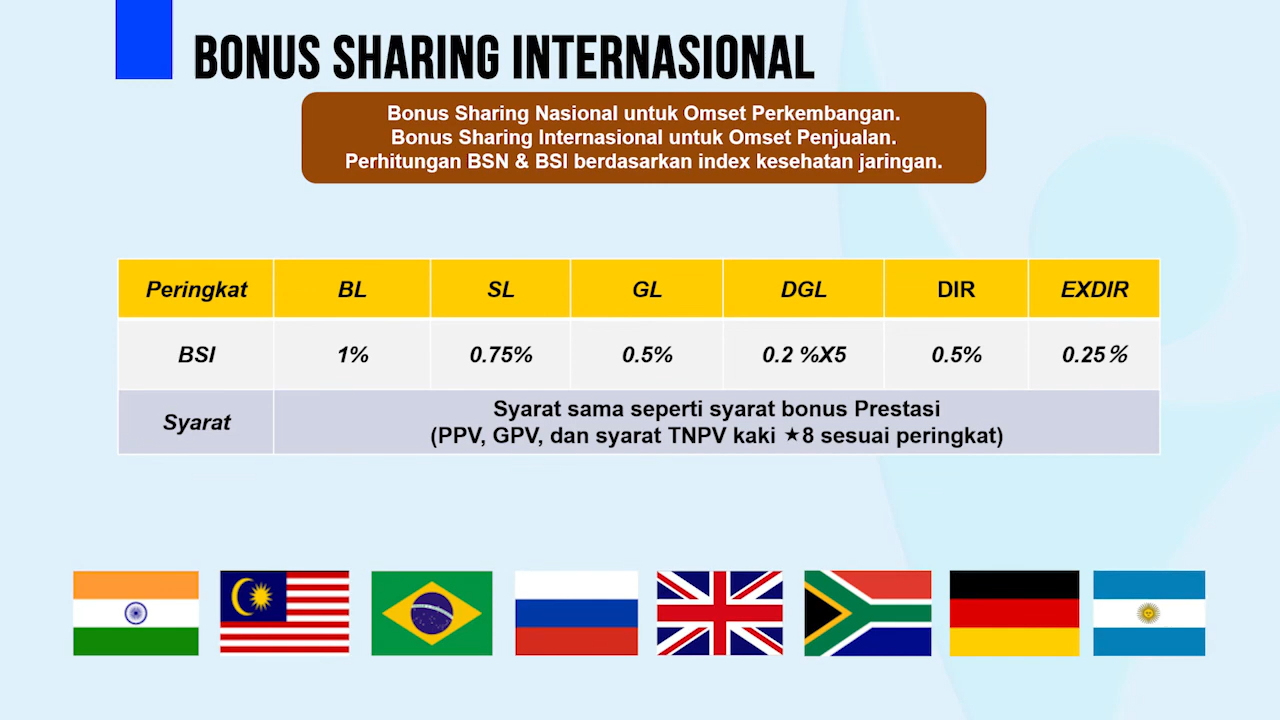 BONUS SHARING INTERNASIONAL
Bonus Sharing Nasional untuk Omset Perkembangan.
Bonus Sharing Internasional untuk Omset Penjualan.
Perhitungan BSN & BSI berdasarkan index kesehatan jaringan.
Peringkat BL SL GL DGL DIR EXDIR
BSI 1% 0.75% 0.5% 0.2 %X5 0.5% 0.25%
Syarat
Syarat sama seperti syarat bonus Prestasi
(PPV, GPV, dan syarat TNPV kaki ★8 sesuai peringkat)